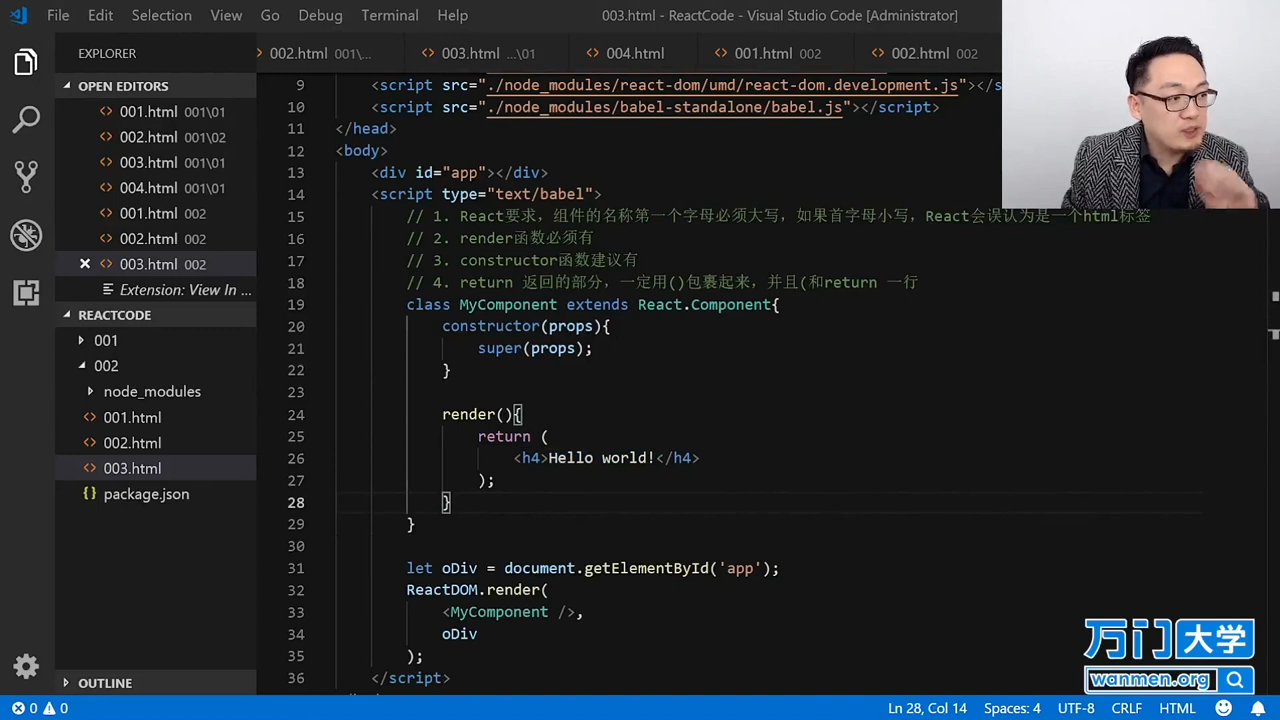 File Edit Selection View Go Debug Terminal Help 003.html - ReactCode - Visual Studio Code [Administrator]
EXPLORER
002.html 001\...
003.html ...\01
004.html
001.html 002
002.html 002
OPEN EDITORS
001.html 001\01
002.html 001\02
003.html 001\01
004.html 001\01
001.html 002
002.html 002
003.html 002
Extension: View In ...
REACTCODE
001
002
node_modules
001.html
002.html
003.html
package.json
OUTLINE
9 <script src="./node_modules/react-dom/umd/react-dom.development.js"></s
10 <script src="./node_modules/babel-standalone/babel.js"></script>
11 </head>
12 <body>
13 <div id="app"></div>
14 <script type="text/babel">
15 // 1. React要求，组件的名称第一个字母必须大写，如果首字母小写，React会误认为是一个html标签
16 // 2. render函数必须有
17 // 3. constructor函数建议有
18 // 4. return 返回的部分，一定用()包裹起来，并且(和return 一行
19 class MyComponent extends React.Component{
20 constructor(props){
21 super(props);
22 }
23
24 render(){
25 return (
26 <h4>Hello world!</h4>
27 );
28 }
29 }
30
31 let oDiv = document.getElementById('app');
32 ReactDOM.render(
33 <MyComponent />,
34 oDiv
35 );
36 </script>
万门大学
wanmen.org
0 0 Ln 28, Col 14 Spaces: 4 UTF-8 CRLF HTML